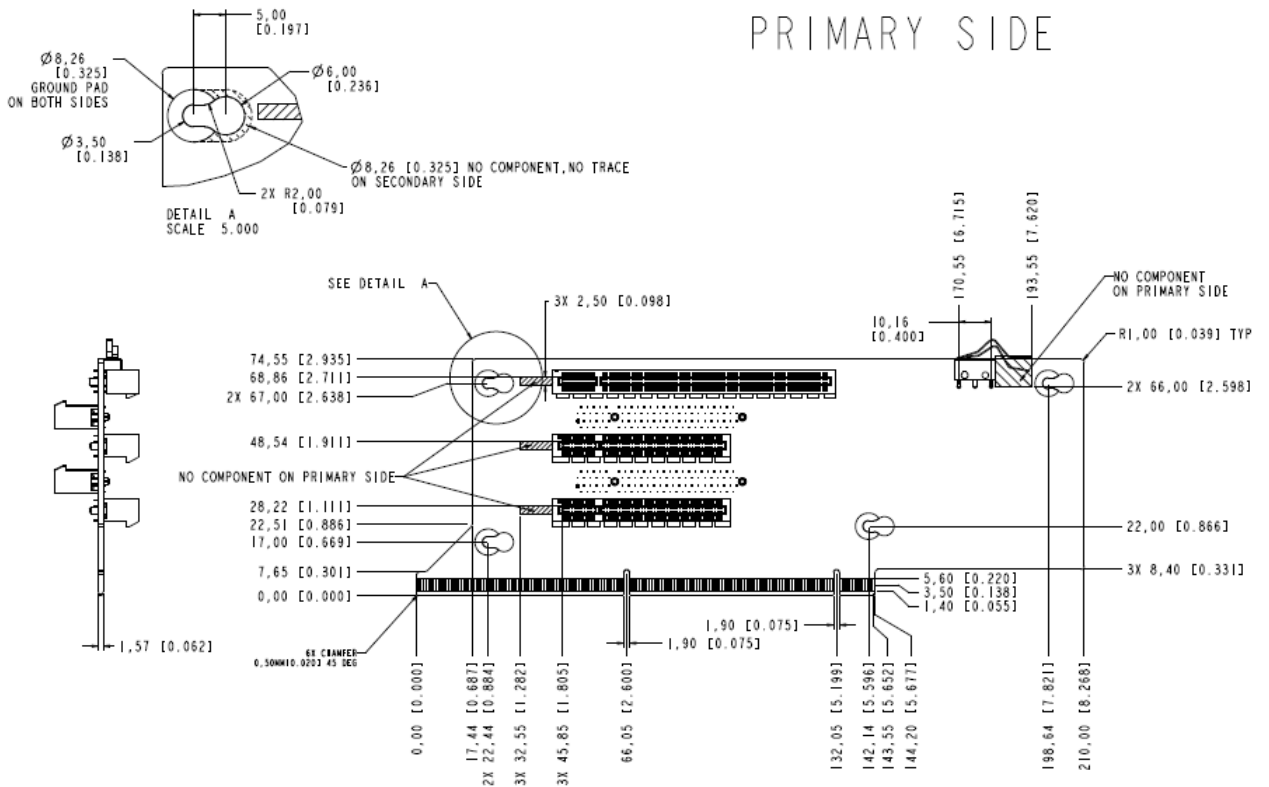 PRIMARY SIDE
5,00
[0.197]
Ø8,26
[0.325]
GROUND PAD
ON BOTH SIDES
Ø6,00
[0.236]
Ø3,50
[0.138]
Ø8,26 [0.325] NO COMPONENT,NO TRACE
ON SECONDARY SIDE
2X R2,00
[0.079]
DETAIL A
SCALE 5.000
SEE DETAIL A
3X 2,50 [0.098]
170,55 [6.715]
193,55 [7.620]
NO COMPONENT
ON PRIMARY SIDE
10,16
[0.400]
R1,00 [0.039] TYP
74,55 [2.935]
68,86 [2.711]
2X 67,00 [2.638]
2X 66,00 [2.598]
48,54 [1.911]
NO COMPONENT ON PRIMARY SIDE
28,22 [1.111]
22,51 [0.886]
17,00 [0.669]
22,00 [0.866]
7,65 [0.301]
0,00 [0.000]
3X 8,40 [0.331]
5,60 [0.220]
3,50 [0.138]
1,40 [0.055]
1,90 [0.075]
1,90 [0.075]
1,57 [0.062]
6X CHAMFER
0,50MM[0.020] 45 DEG
0,00 [0.000]
17,44 [0.687]
2X 22,44 [0.884]
3X 32,55 [1.282]
3X 45,85 [1.805]
66,05 [2.600]
132,05 [5.199]
142,14 [5.596]
143,55 [5.652]
144,20 [5.677]
198,64 [7.821]
210,00 [8.268]